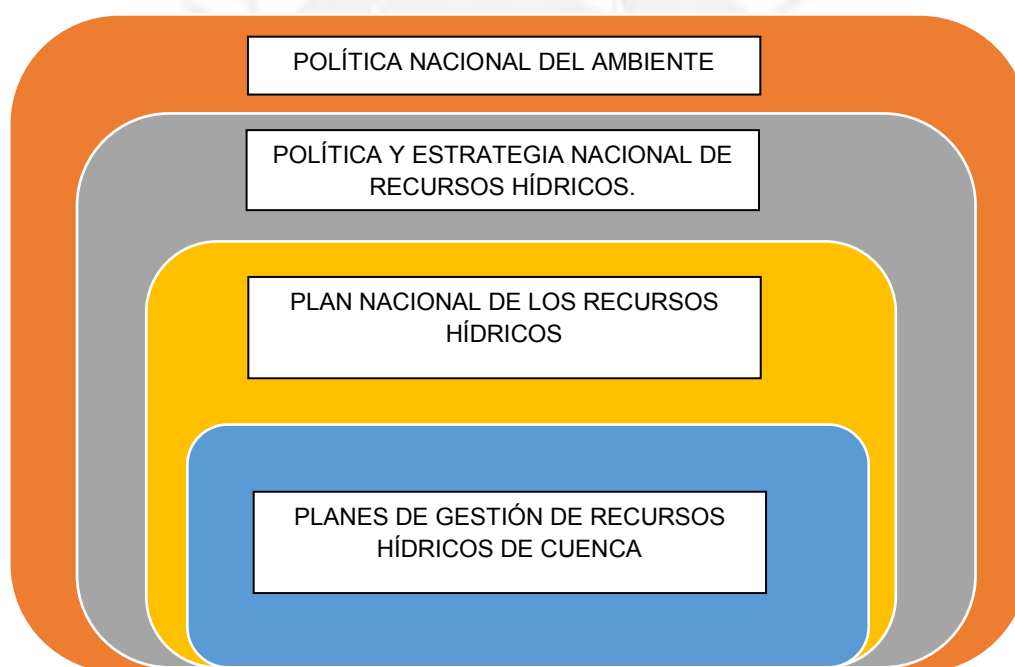 POLÍTICA NACIONAL DEL AMBIENTE
POLÍTICA Y ESTRATEGIA NACIONAL DE
RECURSOS HÍDRICOS.
PLAN NACIONAL DE LOS RECURSOS
HÍDRICOS
PLANES DE GESTIÓN DE RECURSOS
HÍDRICOS DE CUENCA